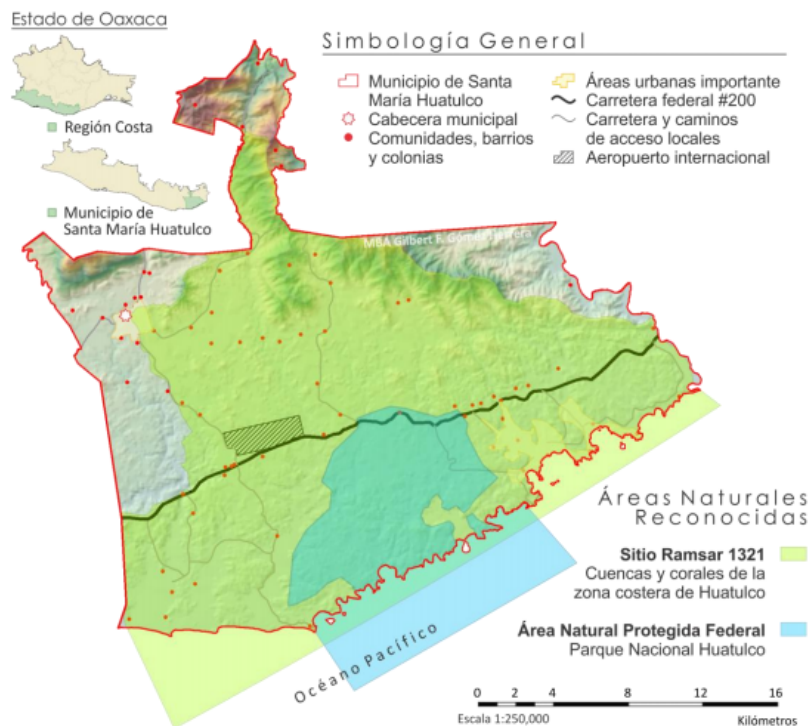 Estado de Oaxaca
Región Costa
Municipio de
Santa María Huatulco
Simbología General
Municipio de Santa
María Huatulco
Cabecera municipal
Comunidades, barrios
y colonias
Áreas urbanas importante
Carretera federal #200
Carretera y caminos
de acceso locales
Aeropuerto internacional
MBA Gilbert F. Gómez
Áreas Naturales
Reconocidas
Sitio Ramsar 1321
Cuencas y corales de la
zona costera de Huatulco
Área Natural Protegida Federal
Parque Nacional Huatulco
Océano Pacífico
0 2 4 8 12 16
Escala 1:250,000
Kilómetros